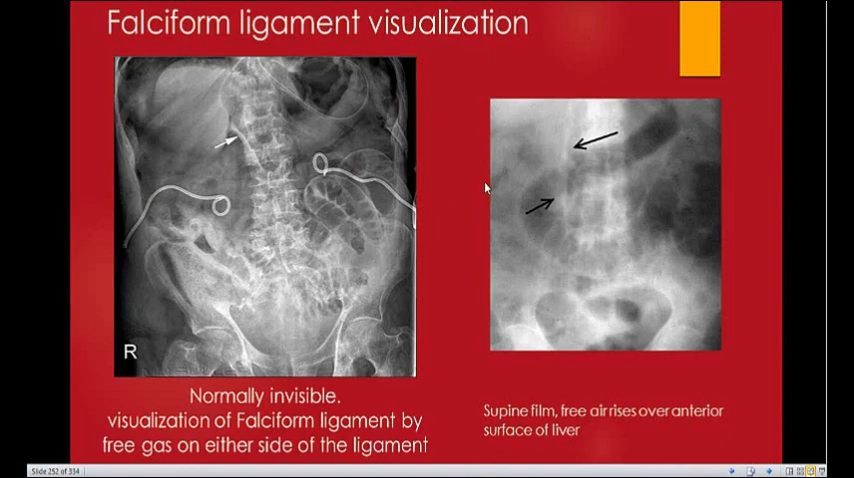 Falciform ligament visualization
R
Normally invisible.
visualization of Falciform ligament by
free gas on either side of the ligament
Supine film, free air rises over anterior
surface of liver
Slide 252 of 334